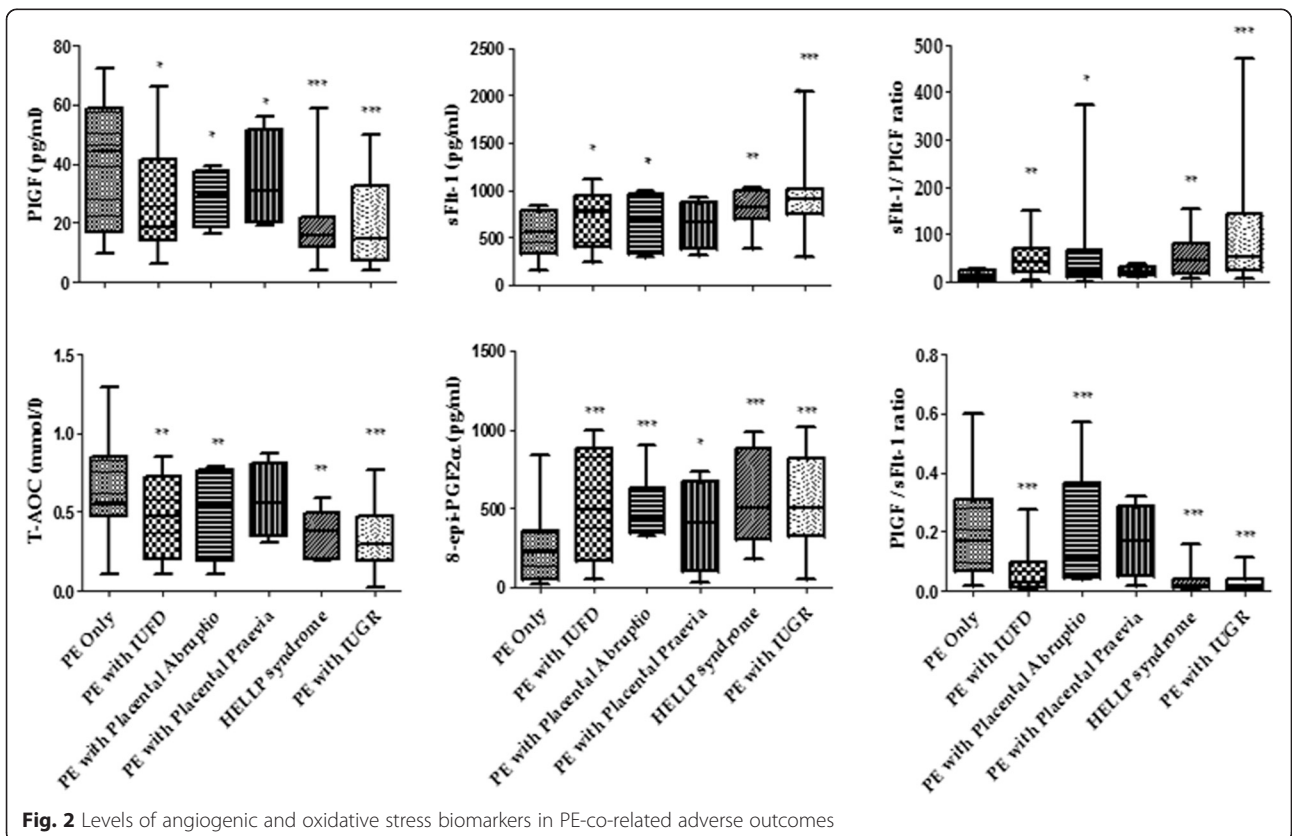 PlGF (pg/ml)
80
60
40
20
0
* * * *** ***
sFlt-1 (pg/ml)
2500
2000
1500
1000
500
0
* * ** ***
sFlt-1/ PlGF ratio
500
400
300
200
100
0
** * ** ***
T-AOC (mmol/l)
1.5
1.0
0.5
0.0
** ** ** ***
PE Only
PE with IUFD
PE with Placental Abruptio
PE with Placental Praevia
HELLP syndrome
PE with IUGR
8-epi-PGF2α (pg/ml)
1500
1000
500
0
*** *** * *** ***
PE Only
PE with IUFD
PE with Placental Abruptio
PE with Placental Praevia
HELLP syndrome
PE with IUGR
PlGF / sFlt-1 ratio
0.8
0.6
0.4
0.2
0.0
*** *** *** ***
PE Only
PE with IUFD
PE with Placental Abruptio
PE with Placental Praevia
HELLP syndrome
PE with IUGR
Fig. 2 Levels of angiogenic and oxidative stress biomarkers in PE-co-related adverse outcomes